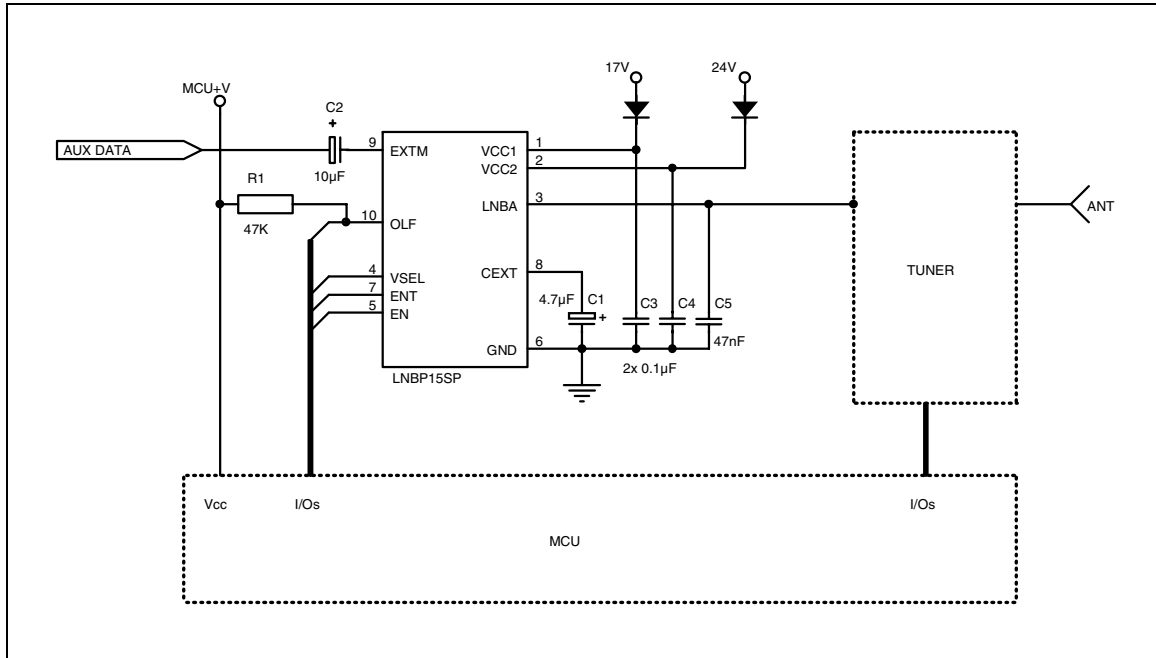 17V
24V
MCU+V
C2
+
AUX DATA
9
EXTM
VCC1
1
VCC2
2
10µF
R1
LNBA
3
ANT
10
OLF
47K
TUNER
CEXT
8
4
VSEL
7
ENT
4.7µF
C1
+
C3
C4
C5
5
EN
GND
6
47nF
2x 0.1µF
LNBP15SP
Vcc
I/Os
I/Os
MCU